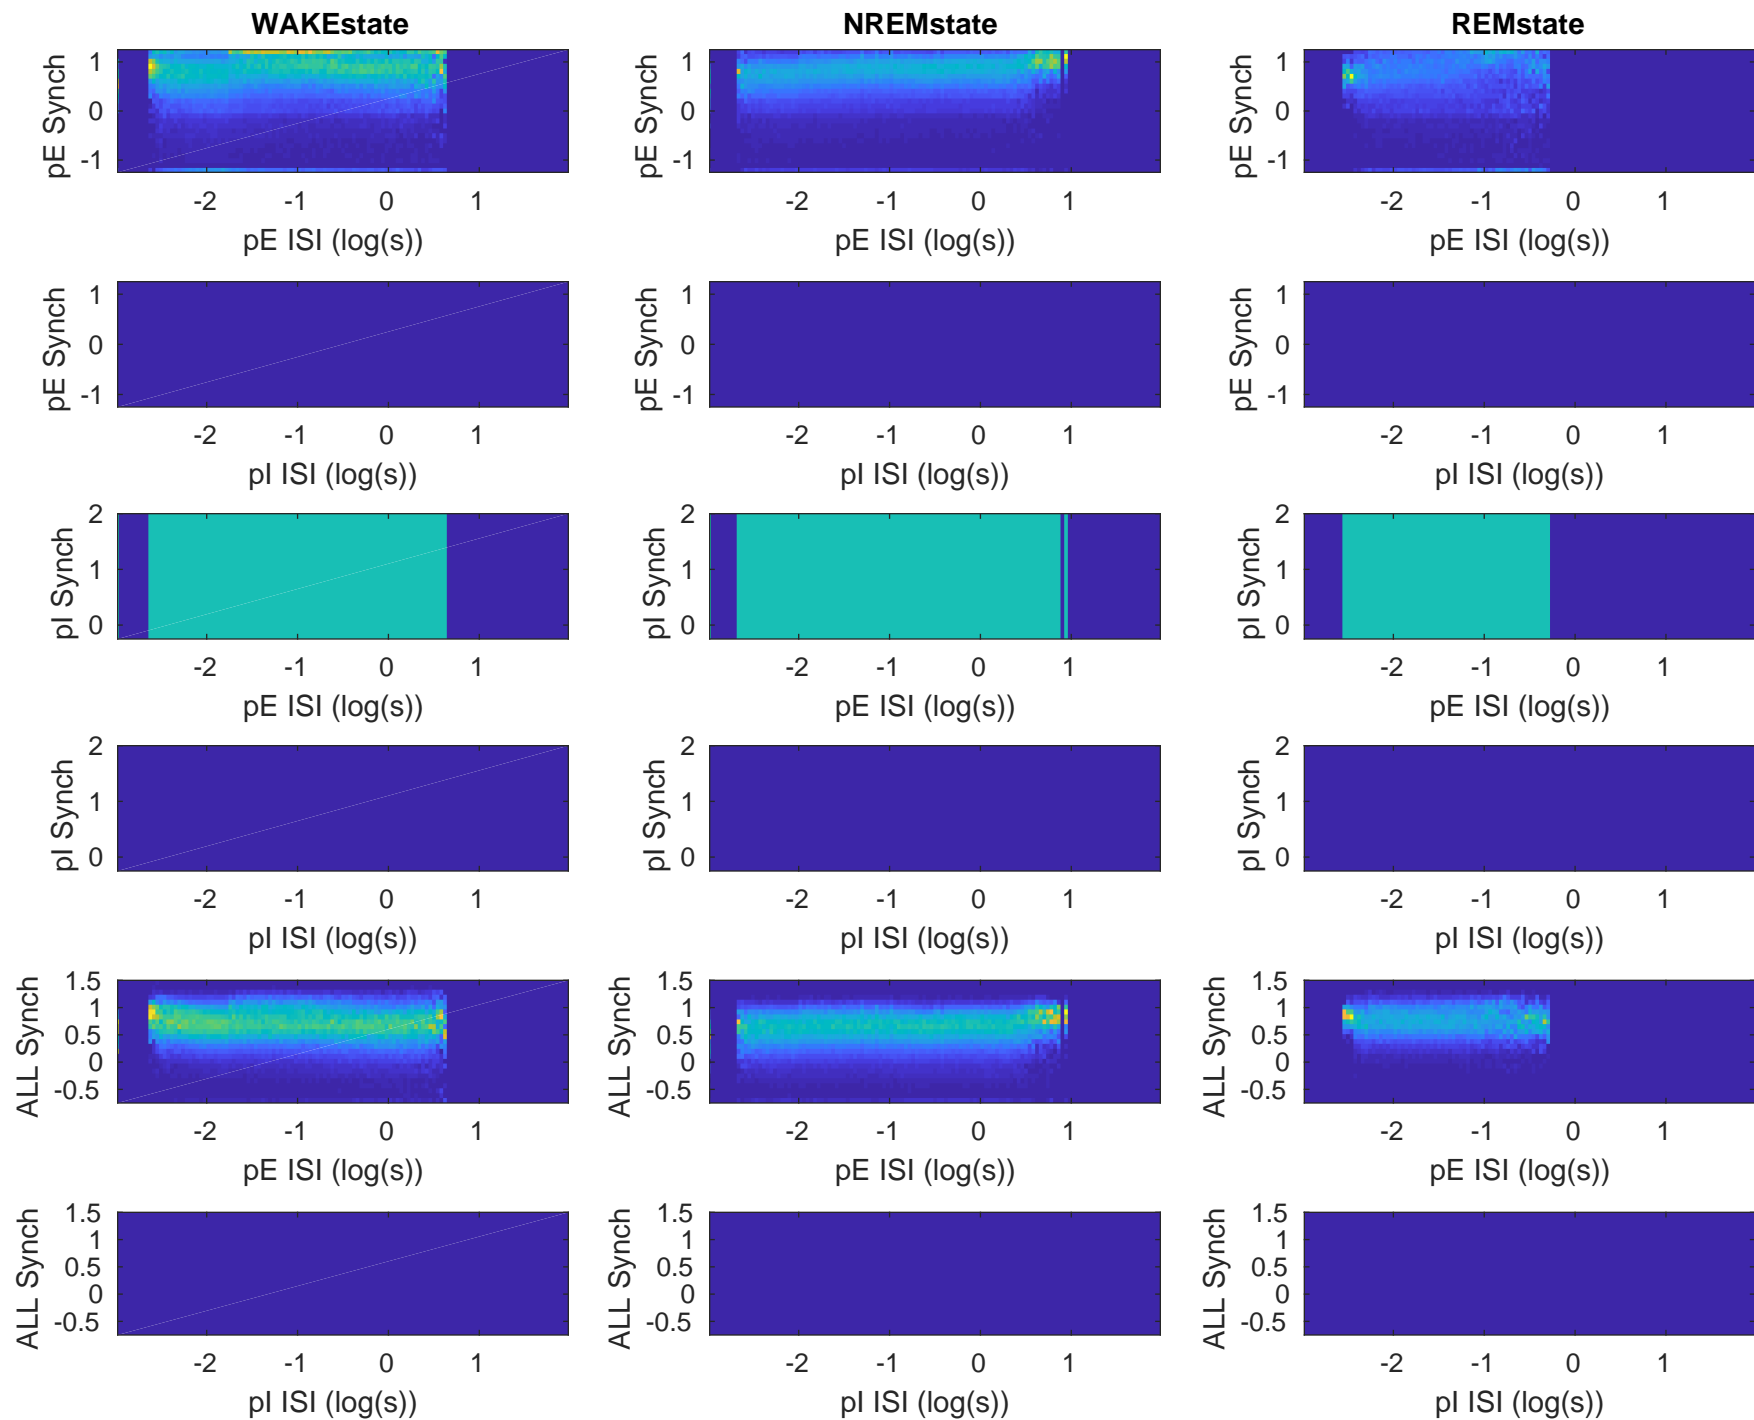 WAKEstate NREMstate REMstate
1 1 1
pE Synch pE Synch pE Synch
0 0 0
-1 -1 -1
-2 -1 0 1 -2 -1 0 1 -2 -1 0 1
pE ISI (log(s)) pE ISI (log(s)) pE ISI (log(s))
1 1 1
pE Synch pE Synch pE Synch
0 0 0
-1 -1 -1
-2 -1 0 1 -2 -1 0 1 -2 -1 0 1
pI ISI (log(s)) pI ISI (log(s)) pI ISI (log(s))
2 2 2
pI Synch pI Synch pI Synch
1 1 1
0 0 0
-2 -1 0 1 -2 -1 0 1 -2 -1 0 1
pE ISI (log(s)) pE ISI (log(s)) pE ISI (log(s))
2 2 2
pI Synch pI Synch pI Synch
1 1 1
0 0 0
-2 -1 0 1 -2 -1 0 1 -2 -1 0 1
pI ISI (log(s)) pI ISI (log(s)) pI ISI (log(s))
1.5 1.5 1.5
1 1 1
ALL Synch ALL Synch ALL Synch
0.5 0.5 0.5
0 0 0
-0.5 -0.5 -0.5
-2 -1 0 1 -2 -1 0 1 -2 -1 0 1
pE ISI (log(s)) pE ISI (log(s)) pE ISI (log(s))
1.5 1.5 1.5
1 1 1
ALL Synch ALL Synch ALL Synch
0.5 0.5 0.5
0 0 0
-0.5 -0.5 -0.5
-2 -1 0 1 -2 -1 0 1 -2 -1 0 1
pI ISI (log(s)) pI ISI (log(s)) pI ISI (log(s))